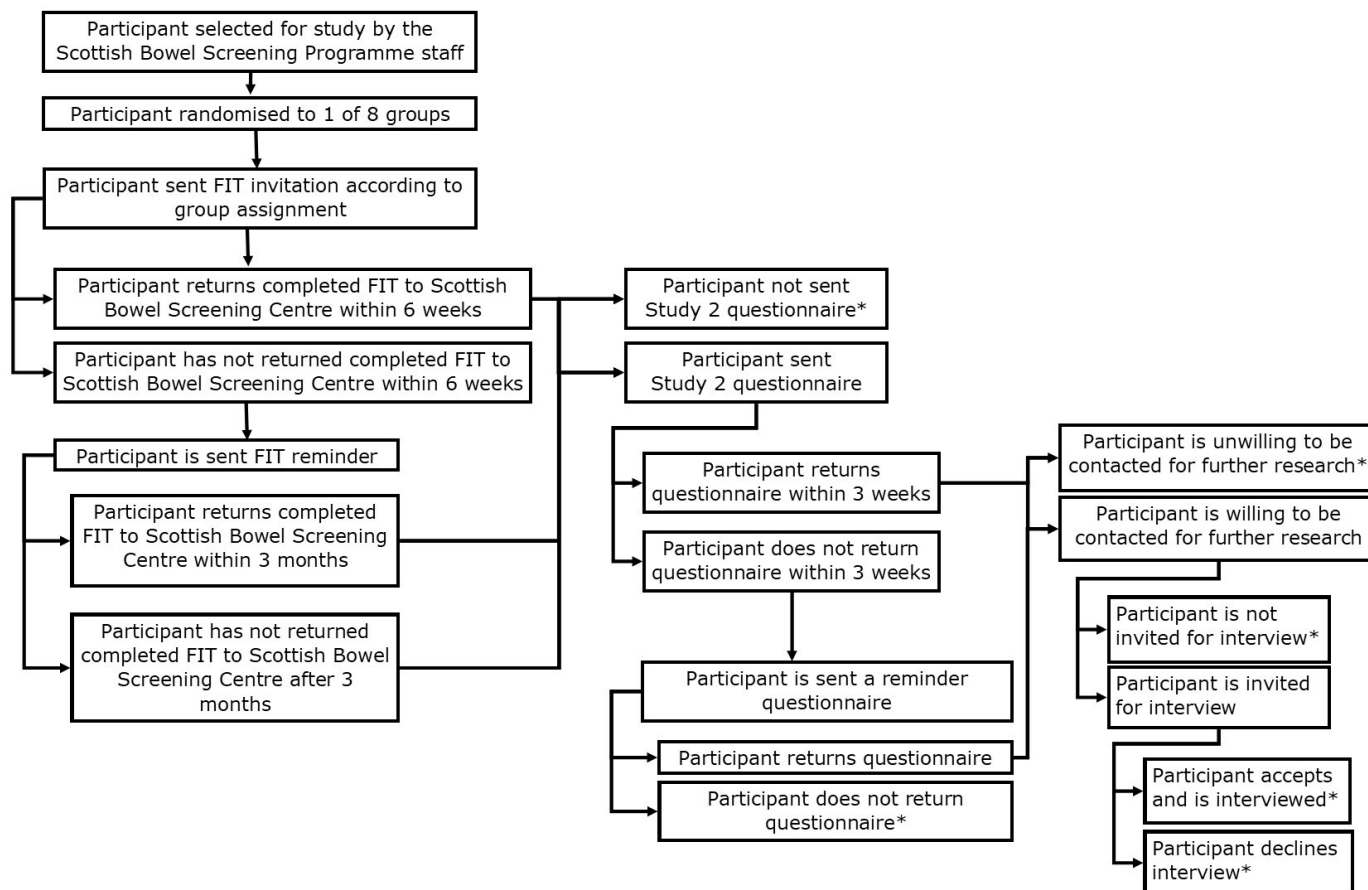 Participant selected for study by the
Scottish Bowel Screening Programme staff
Participant randomised to 1 of 8 groups
Participant sent FIT invitation according to
group assignment
Participant returns completed FIT to Scottish
Bowel Screening Centre within 6 weeks
Participant has not returned completed FIT to
Scottish Bowel Screening Centre within 6 weeks
Participant is sent FIT reminder
Participant returns completed
FIT to Scottish Bowel Screening
Centre within 3 months
Participant has not returned
completed FIT to Scottish Bowel
Screening Centre after 3
months
Participant not sent
Study 2 questionnaire*
Participant sent
Study 2 questionnaire
Participant returns
questionnaire within 3 weeks
Participant does not return
questionnaire within 3 weeks
Participant is sent a reminder
questionnaire
Participant returns questionnaire
Participant does not return
questionnaire*
Participant is unwilling to be
contacted for further research*
Participant is willing to be
contacted for further research
Participant is not
invited for interview*
Participant is invited
for interview
Participant accepts
and is interviewed*
Participant declines
interview*